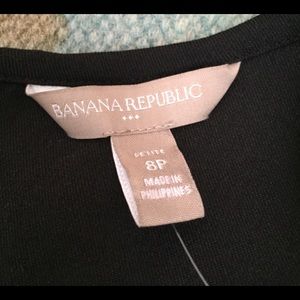 BANANA REPUBLIC
PETITE
8P
MADE IN
PHILIPPINES